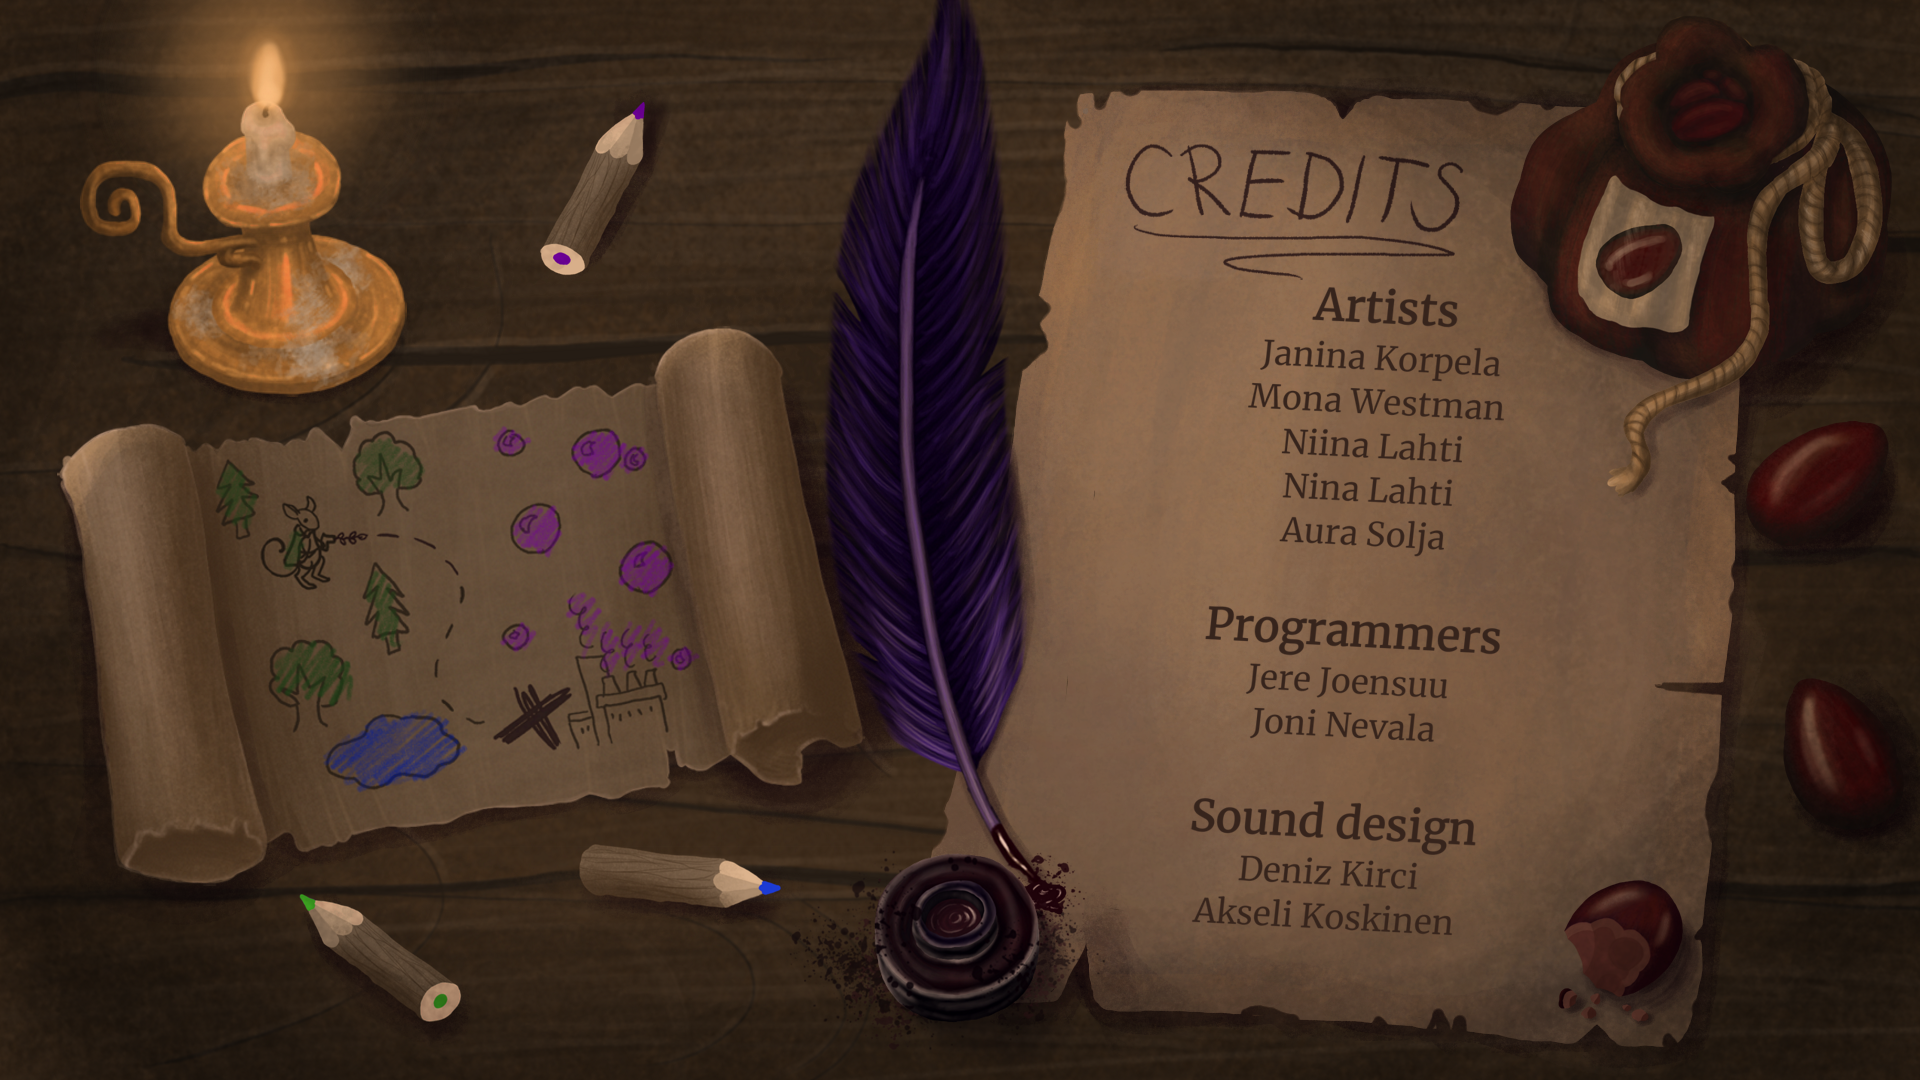 CREDITS
Artists
Janina Korpela
Mona Westman
Niina Lahti
Nina Lahti
Aura Solja
Programmers
Jere Joensuu
Joni Nevala
Sound design
Deniz Kirci
Akseli Koskinen